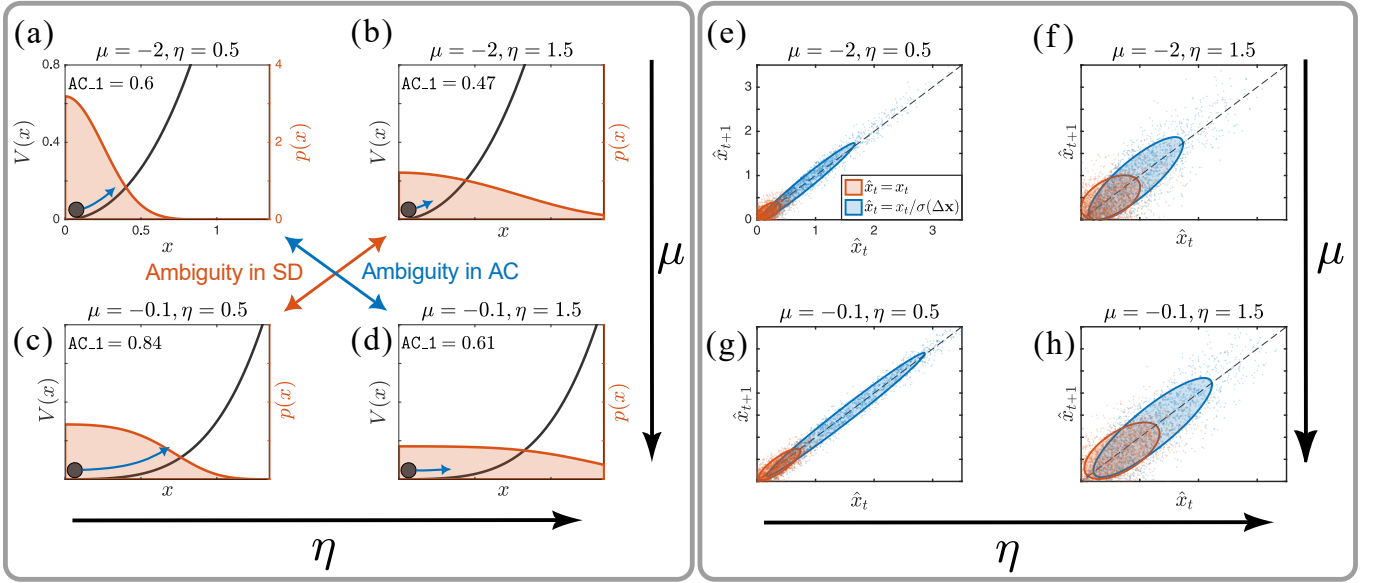 (a)
μ = −2, η = 0.5
AC_1 = 0.6
0.8
0.4
0
V(x)
4
2
0
p(x)
0
0.5
1
x
(b)
μ = −2, η = 1.5
AC_1 = 0.47
V(x)
p(x)
x
Ambiguity in SD
Ambiguity in AC
μ
(c)
μ = −0.1, η = 0.5
AC_1 = 0.84
V(x)
p(x)
x
(d)
μ = −0.1, η = 1.5
AC_1 = 0.61
V(x)
p(x)
x
η
(e)
μ = −2, η = 0.5
3
2
1
0
x̂ₜ₊₁
0
1
2
3
x̂ₜ
x̂ₜ = xₜ
x̂ₜ = xₜ/σ(Δ𝐱)
(f)
μ = −2, η = 1.5
x̂ₜ₊₁
x̂ₜ
μ
(g)
μ = −0.1, η = 0.5
x̂ₜ₊₁
x̂ₜ
(h)
μ = −0.1, η = 1.5
x̂ₜ₊₁
x̂ₜ
η